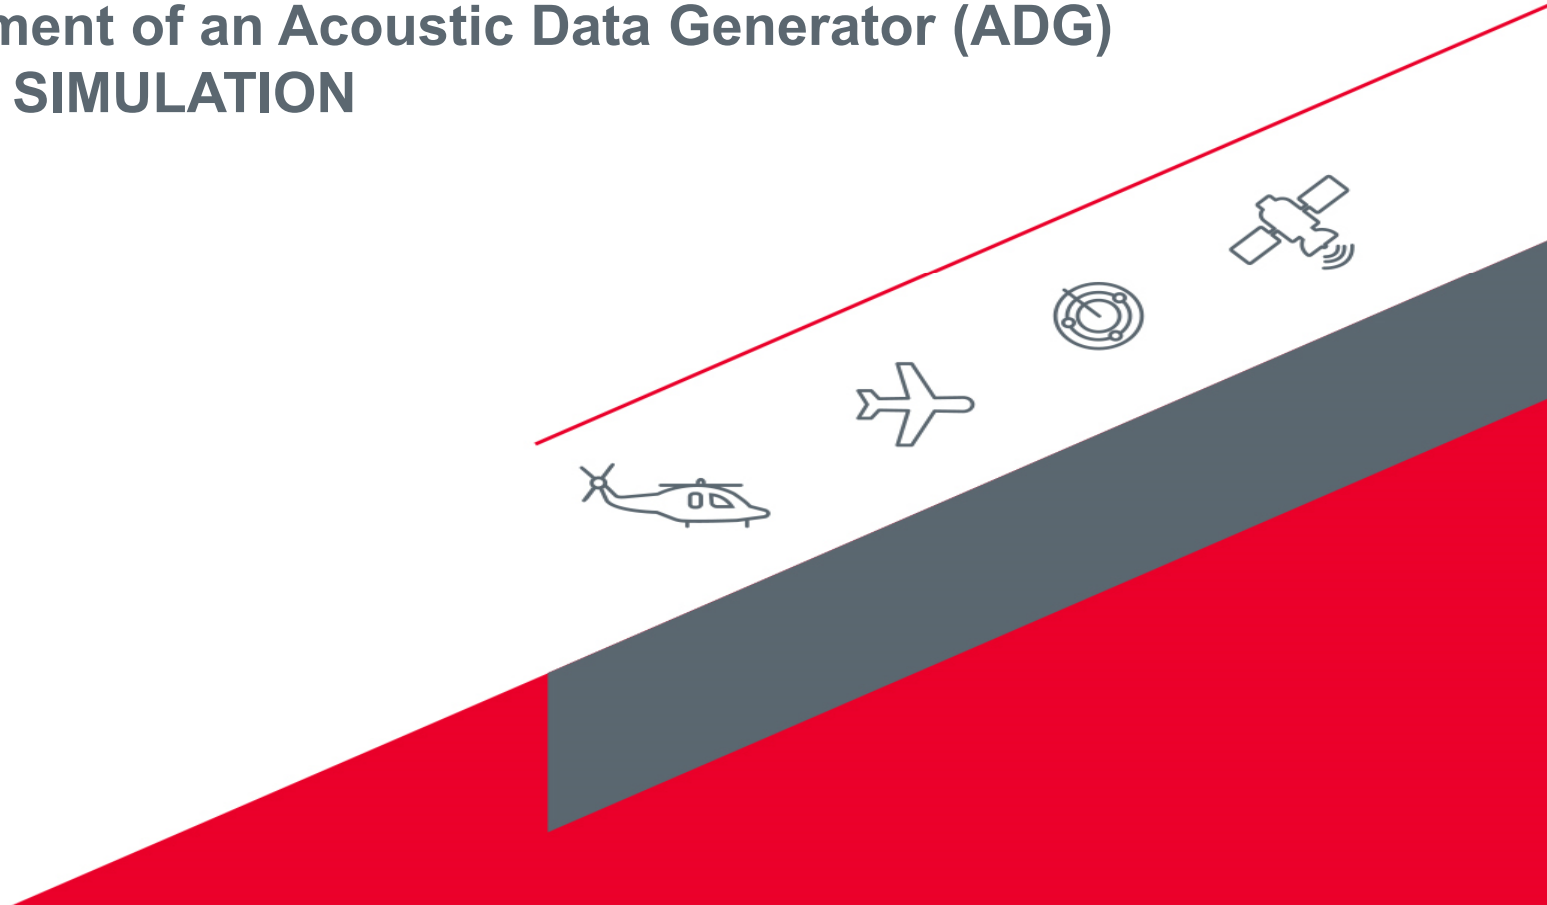 ment of an Acoustic Data Generator (ADG)
SIMULATION